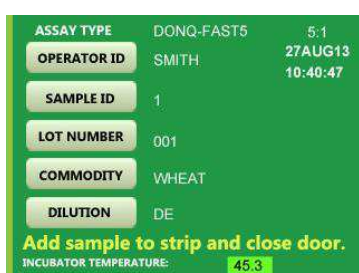 ASSAY TYPE DONQ-FAST5 5:1
OPERATOR ID SMITH 27AUG13
10:40:47
SAMPLE ID 1
LOT NUMBER 001
COMMODITY WHEAT
DILUTION DE
Add sample to strip and close door.
INCUBATOR TEMPERATURE: 45.3